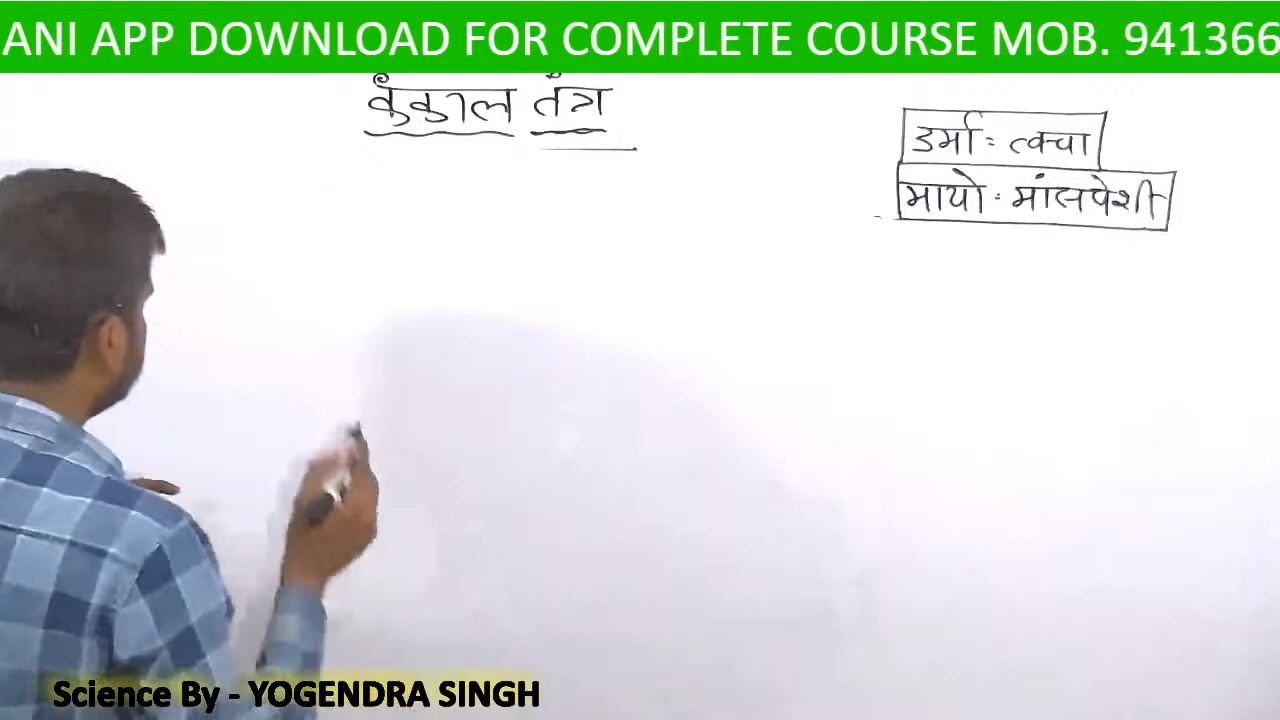 ANI APP DOWNLOAD FOR COMPLETE COURSE MOB. 941366
कंकाल तंत्र
डर्मा : त्वचा
मायो : मांसपेशी
Science By - YOGENDRA SINGH